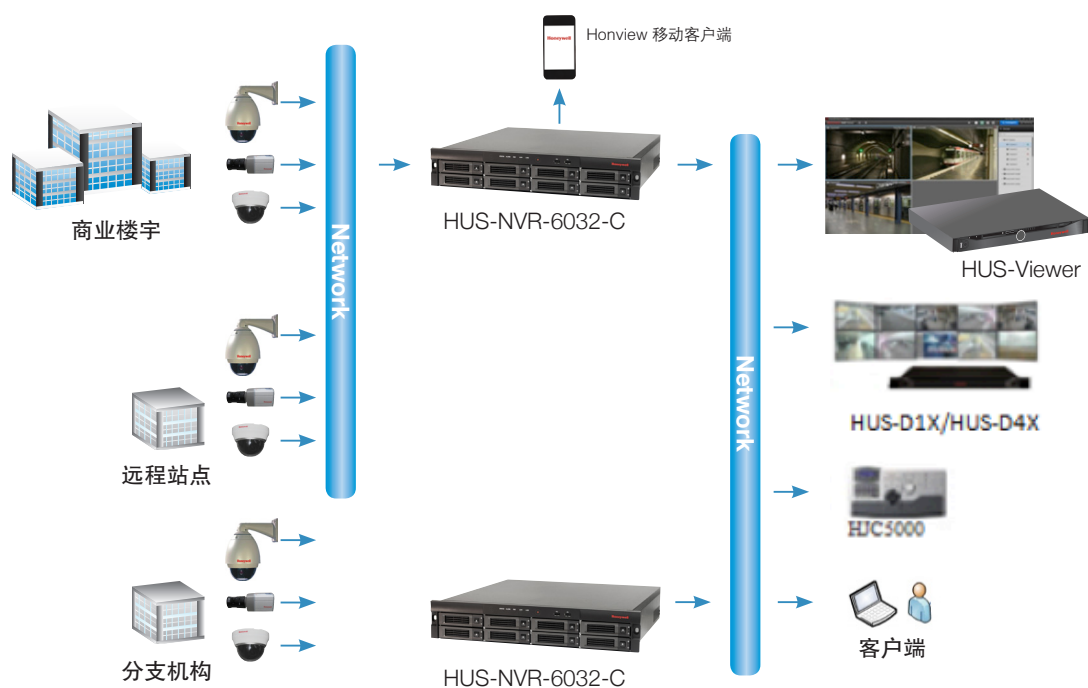 Honeywell
Honview 移动客户端
商业楼宇
Network
HUS-NVR-6032-C
HUS-Viewer
远程站点
Network
HUS-D1X/HUS-D4X
HJC5000
分支机构
HUS-NVR-6032-C
客户端